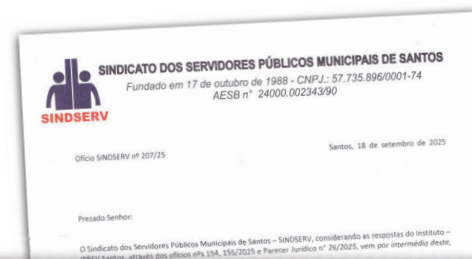 SINDICATO DOS SERVIDORES PÚBLICOS MUNICIPAIS DE SANTOS
Fundado em 17 de outubro de 1988 - CNPJ.: 57.735.896/0001-74
AESB n° 24000.002343/90
SINDSERV
Ofício SINDSERV nº 207/25
Santos, 18 de setembro de 2025
Prezado Senhor:
O Sindicato dos Servidores Públicos Municipais de Santos – SINDSERV, considerando as respostas do Instituto –
Santos, através dos ofícios nºs 154, 155/2025 e Parecer Jurídico n° 26/2025, vem por intermédio deste,